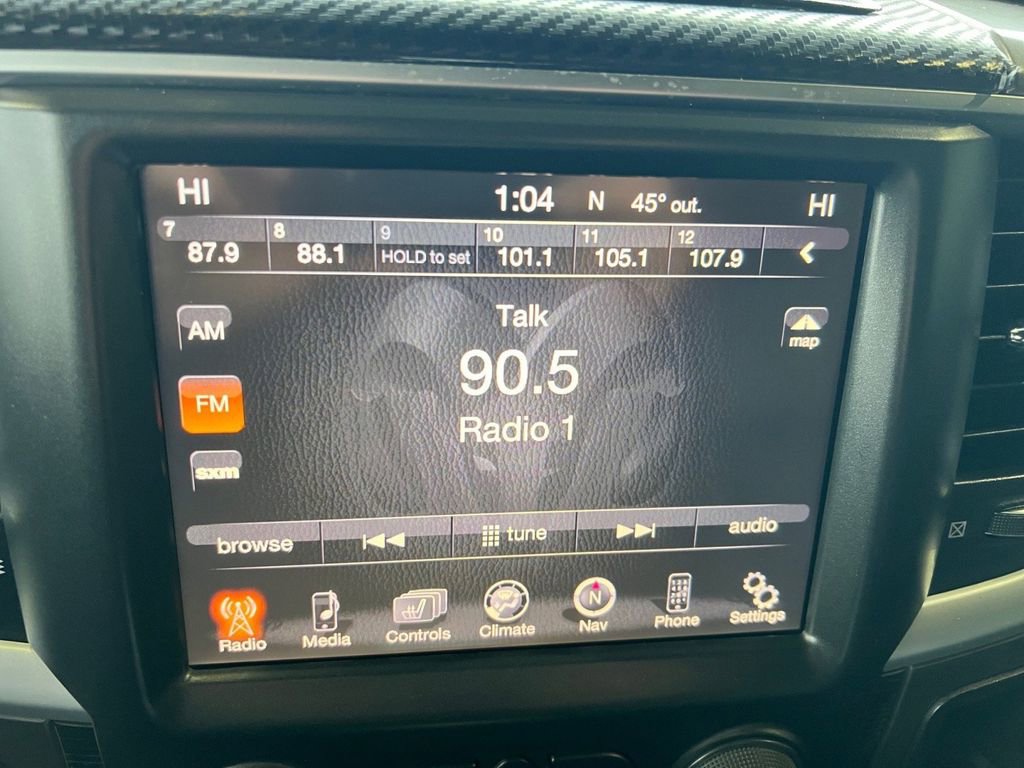 HI 1:04 N 45° out. HI
7 8 9 10 11 12
87.9 88.1 HOLD to set 101.1 105.1 107.9
Talk
AM
map
90.5
FM
Radio 1
sxm
browse tune audio
Radio Media Controls Climate N Nav Phone Settings